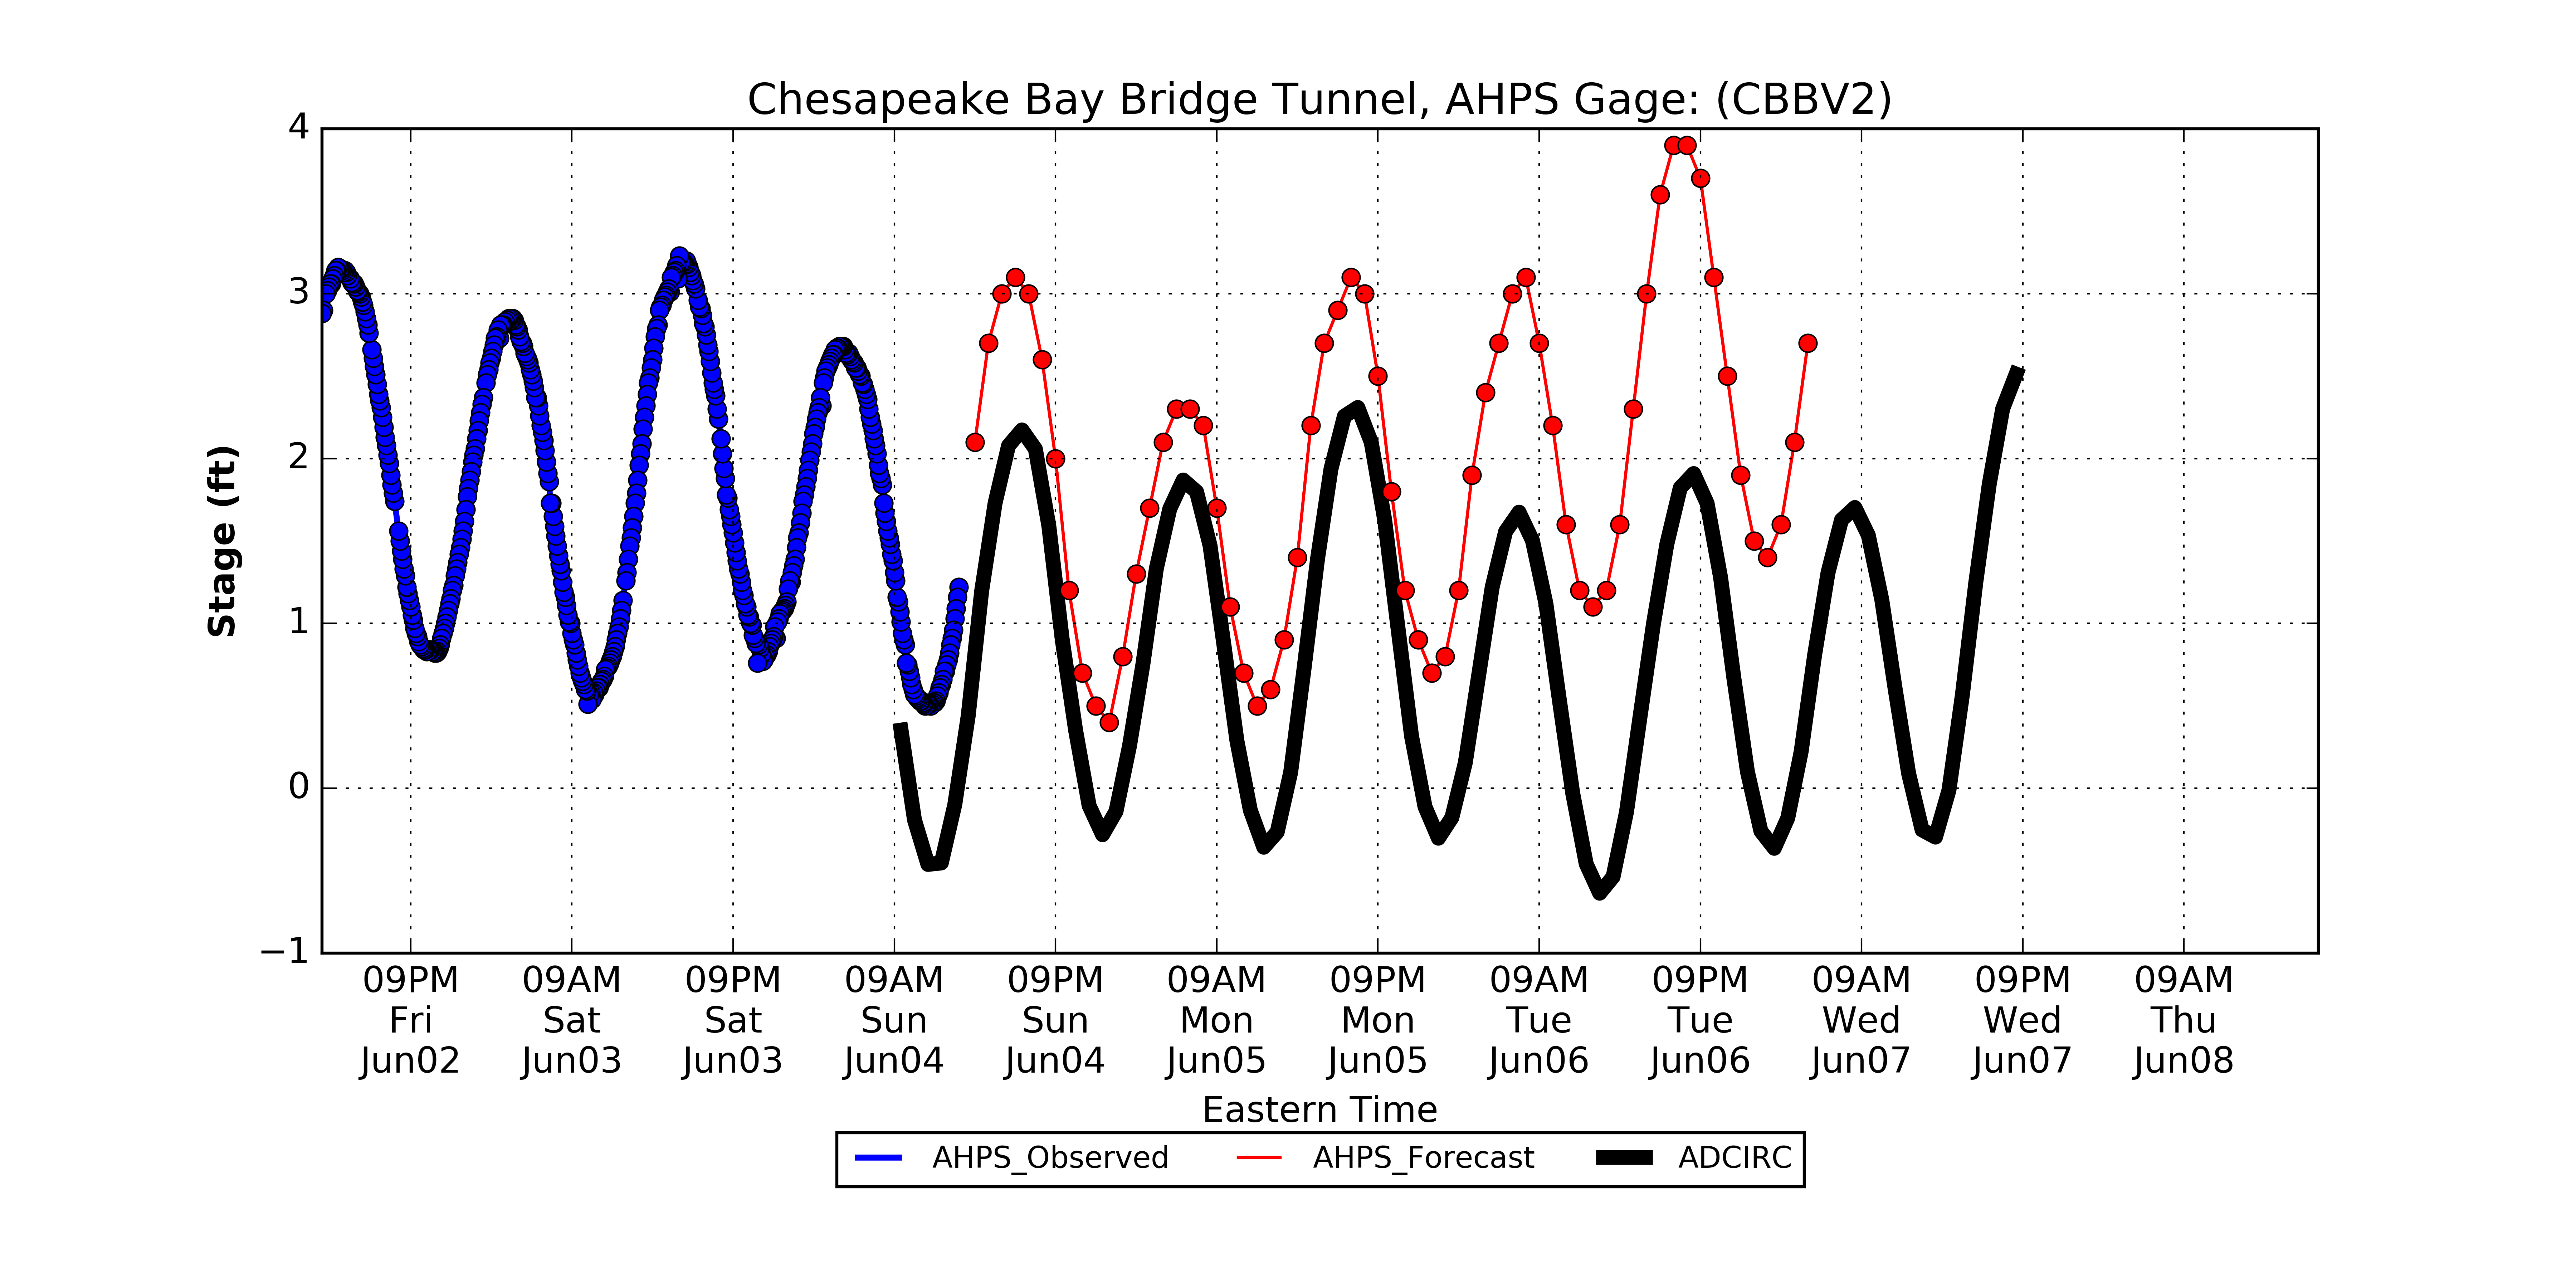 Chesapeake Bay Bridge Tunnel, AHPS Gage: (CBBV2)
4
3
2
1
0
−1
Stage (ft)
09PM 09AM 09PM 09AM 09PM 09AM 09PM 09AM 09PM 09AM 09PM 09AM
Fri Sat Sat Sun Sun Mon Mon Tue Tue Wed Wed Thu
Jun02 Jun03 Jun03 Jun04 Jun04 Jun05 Jun05 Jun06 Jun06 Jun07 Jun07 Jun08
Eastern Time
AHPS_Observed AHPS_Forecast ADCIRC